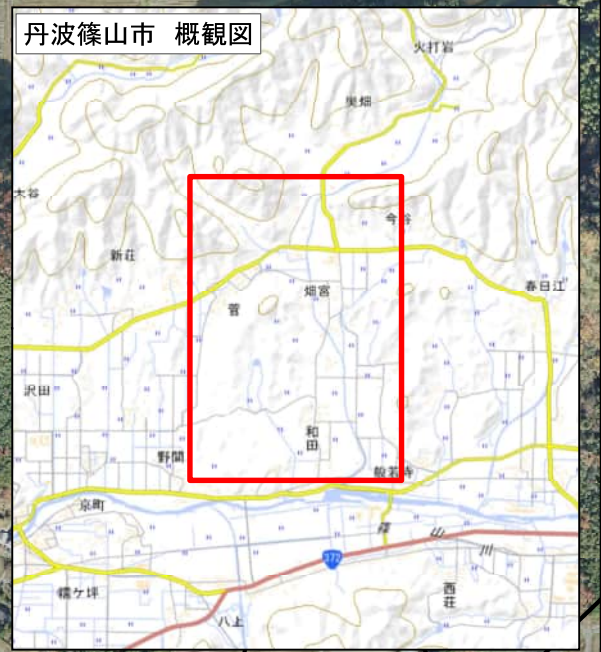 丹波篠山市 概観図
火打岩
奥畑
大谷
今谷
新荘
畑宮
春日江
菅
沢田
和田
野間
般若寺
京町
篠山川
372
糯ケ坪
西荘
八上